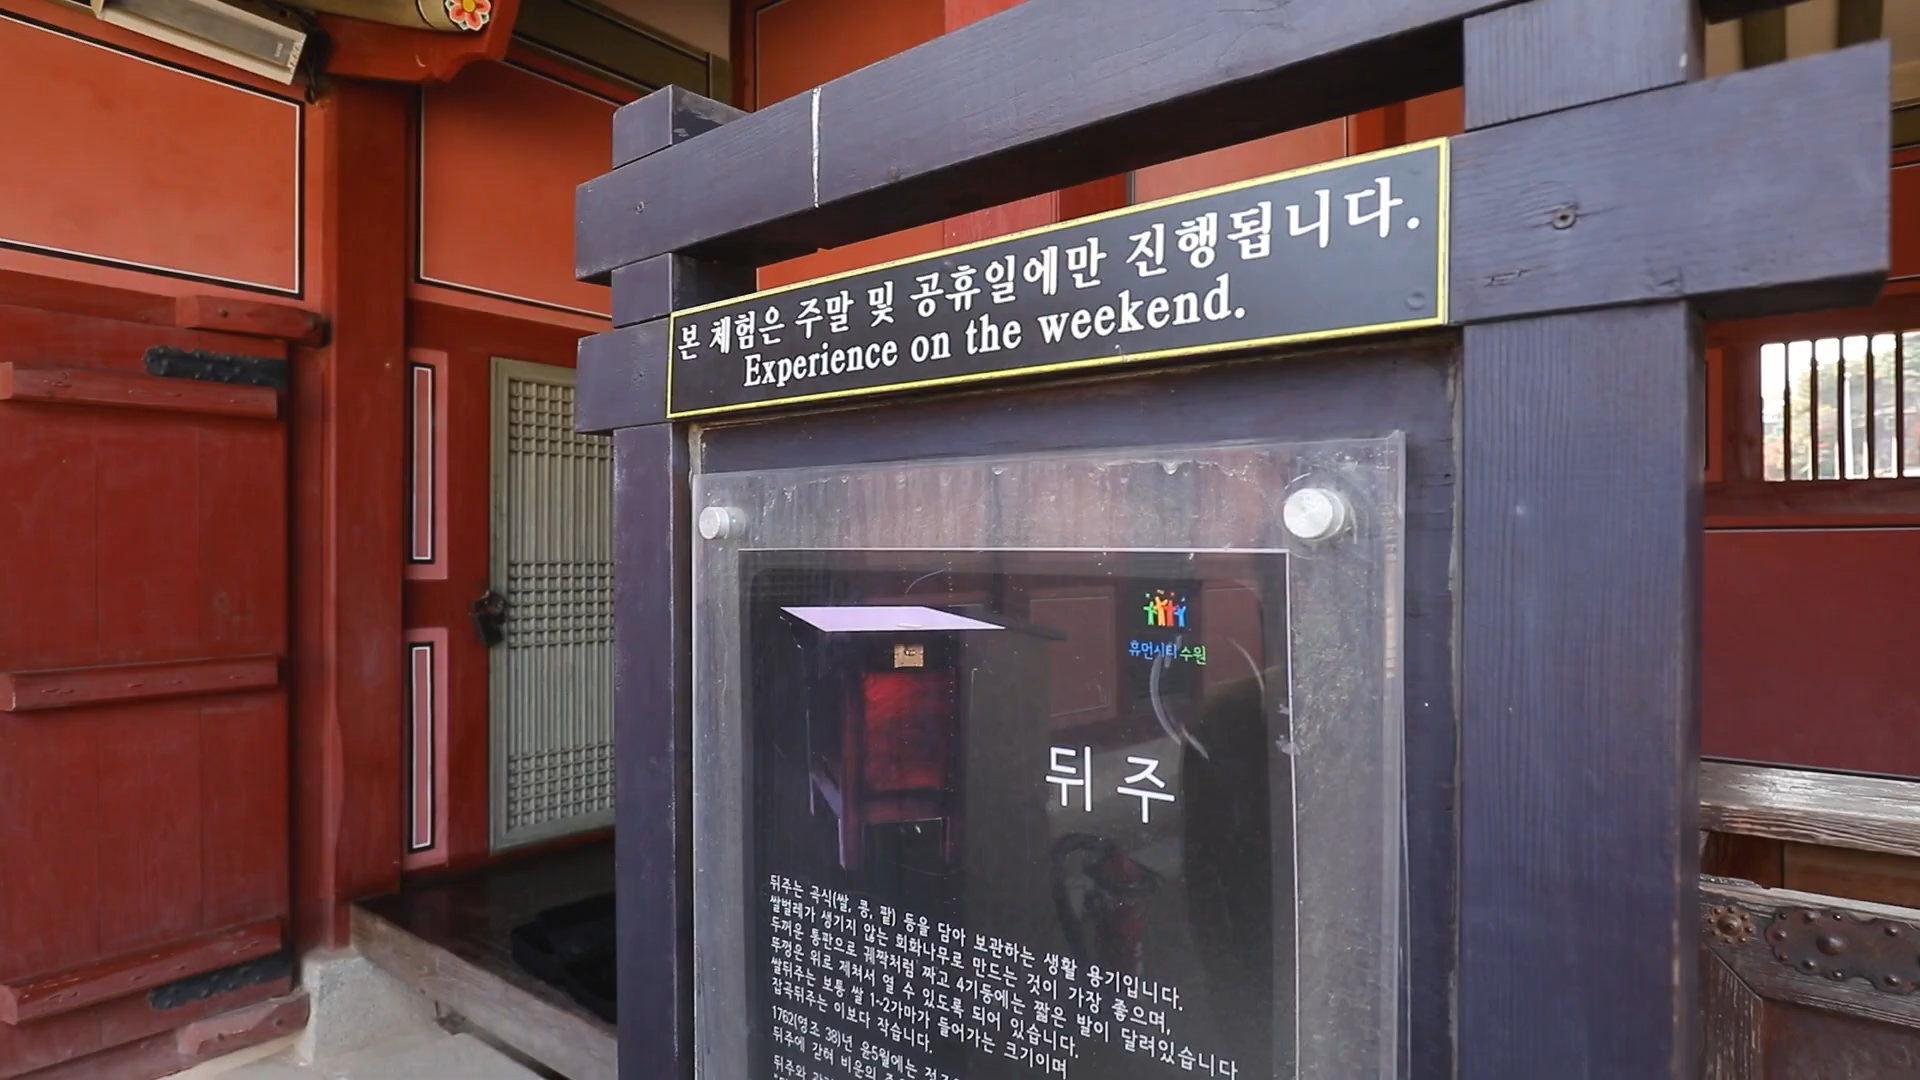 본 체험은 주말 및 공휴일에만 진행됩니다.
Experience on the weekend.
휴먼시티 수원
뒤주
뒤주는 곡식(쌀, 콩, 팥) 등을 담아 보관하는 생활 용기입니다.
쌀벌레가 생기지 않는 회화나무로 만드는 것이 가장 좋으며,
두꺼운 통판으로 궤짝처럼 짜고 4기둥에는 짧은 발이 달려있습니다
뚜껑은 위로 제쳐서 열 수 있도록 되어 있습니다.
쌀뒤주는 보통 쌀 1~2가마가 들어가는 크기이며
잡곡뒤주는 이보다 작습니다.
1762(영조 38)년 윤5월에는
뒤주에 갇혀 비운의
뒤주와